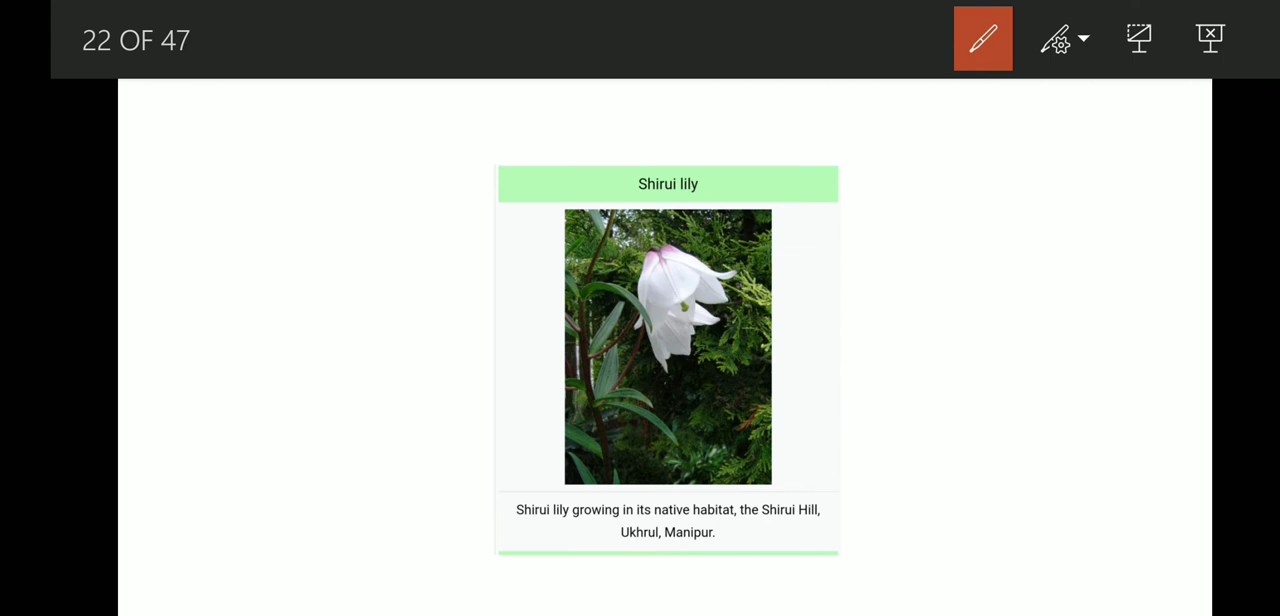 22 OF 47
Shirui lily
Shirui lily growing in its native habitat, the Shirui Hill,
Ukhrul, Manipur.